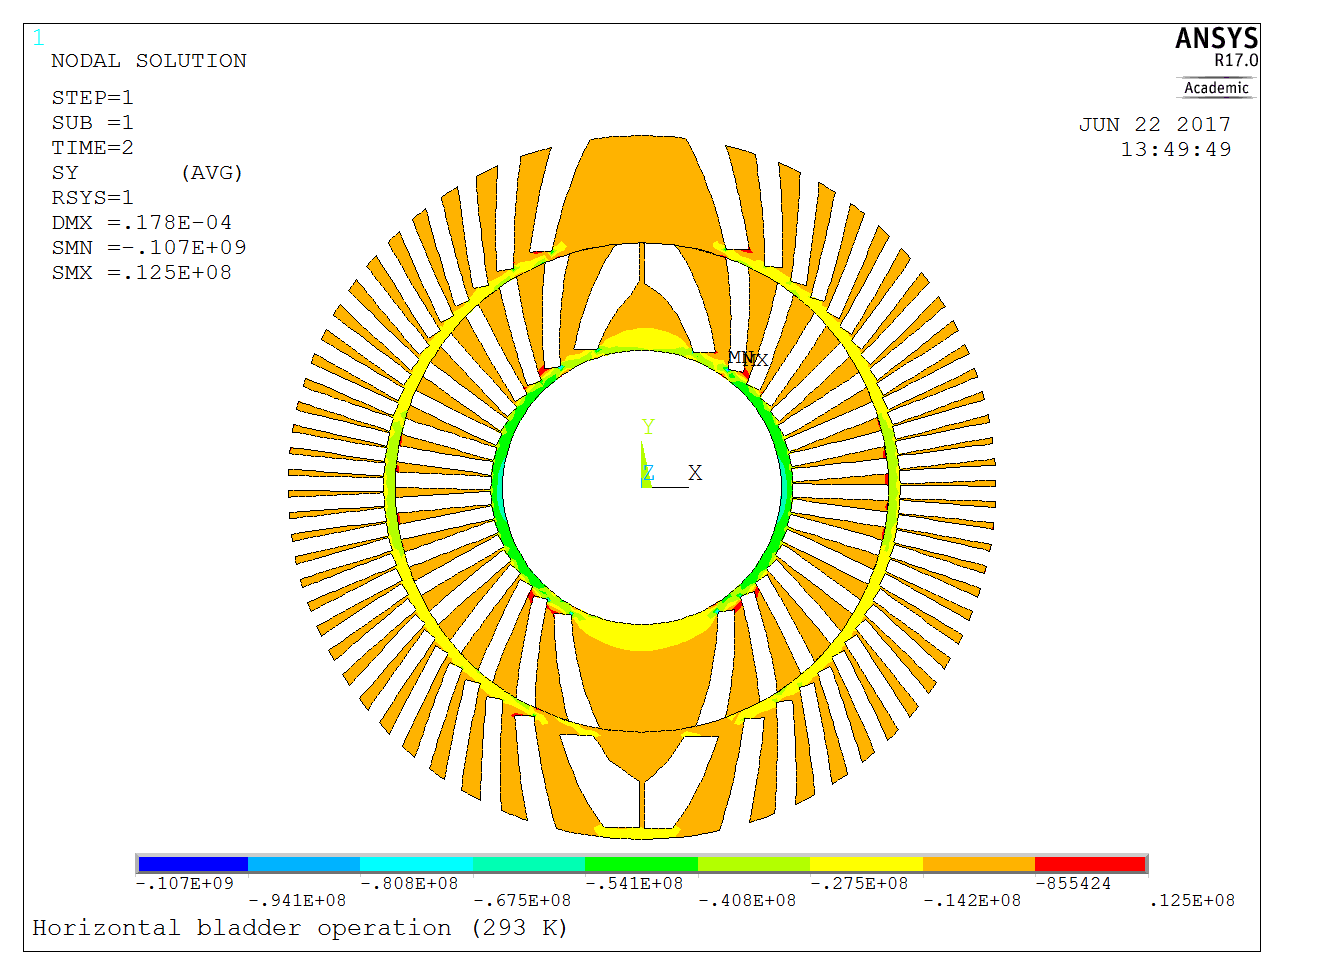 1
ANSYS
R17.0
Academic
NODAL SOLUTION
STEP=1
SUB =1
TIME=2
SY (AVG)
RSYS=1
DMX =.178E-04
SMN =-.107E+09
SMX =.125E+08
JUN 22 2017
13:49:49
MN
MX
Y
Z X
-.107E+09 -.808E+08 -.541E+08 -.275E+08 -855424
-.941E+08 -.675E+08 -.408E+08 -.142E+08 .125E+08
Horizontal bladder operation (293 K)